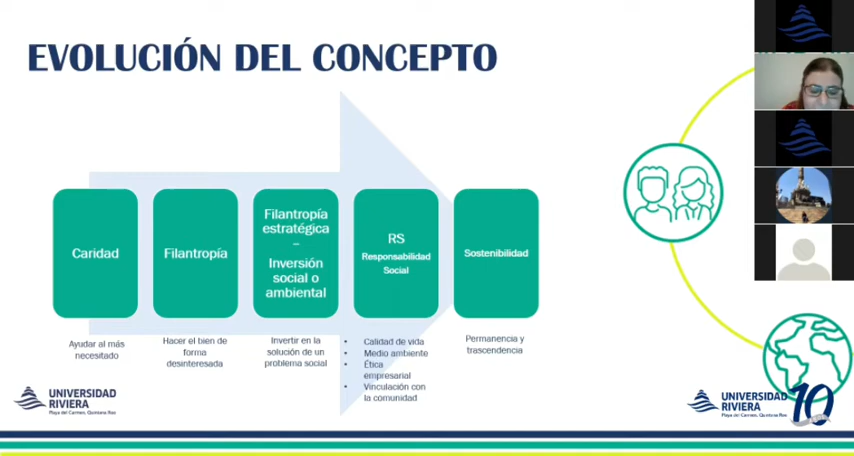 EVOLUCIÓN DEL CONCEPTO
Caridad
Ayudar al más
necesitado
Filantropía
Hacer el bien de
forma
desinteresada
Filantropía
estratégica
–
Inversión
social o
ambiental
Invertir en la
solución de un
problema social
RS
Responsabilidad
Social
• Calidad de vida
• Medio ambiente
• Ética
empresarial
• Vinculación con
la comunidad
Sostenibilidad
Permanencia y
trascendencia
UNIVERSIDAD
RIVIERA
Playa del Carmen, Quintana Roo
UNIVERSIDAD
RIVIERA
Playa del Carmen, Quintana Roo
10